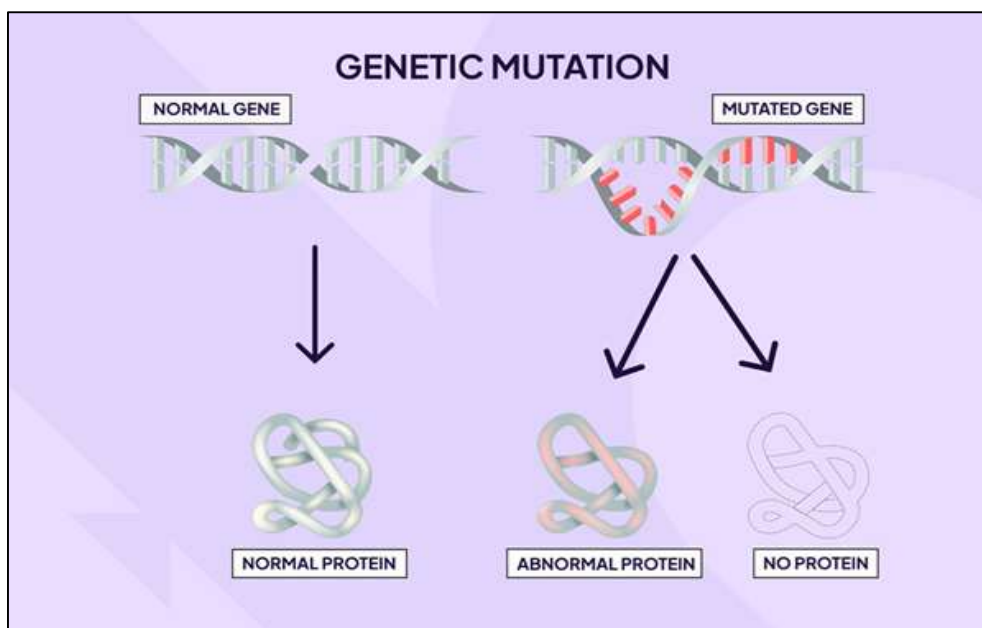 GENETIC MUTATION
NORMAL GENE
MUTATED GENE
NORMAL PROTEIN
ABNORMAL PROTEIN
NO PROTEIN